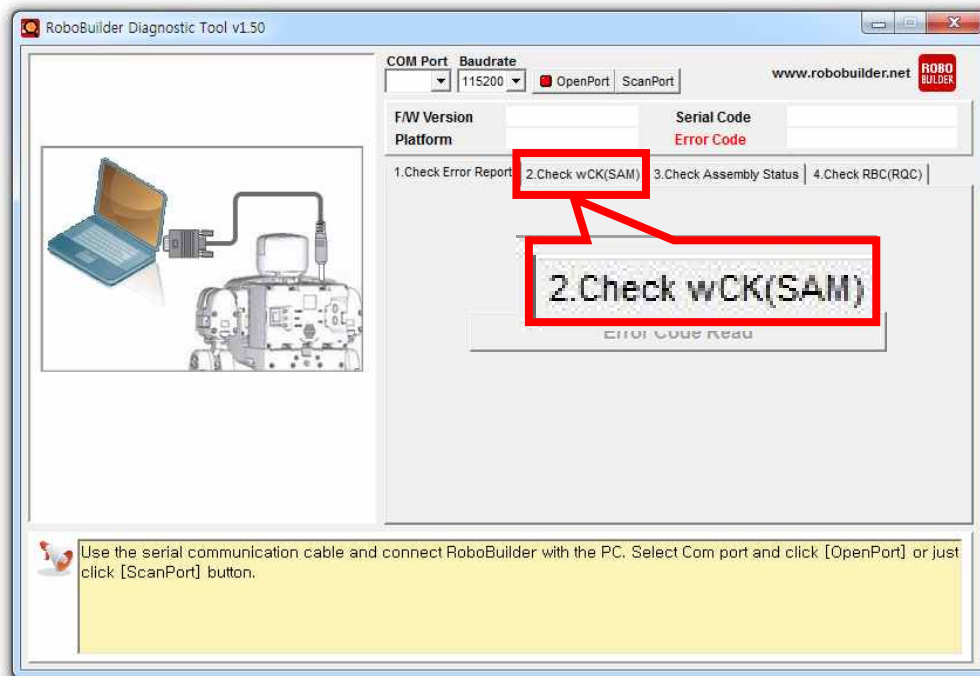 RoboBuilder Diagnostic Tool v1.50
COM Port Baudrate
115200 OpenPort ScanPort
www.robobuilder.net ROBO
BUILDER
F/W Version Serial Code
Platform Error Code
1.Check Error Report 2.Check wCK(SAM) 3.Check Assembly Status 4.Check RBC(RQC)
2.Check wCK(SAM)
Error Code Read
Use the serial communication cable and connect RoboBuilder with the PC. Select Com port and click [OpenPort] or just
click [ScanPort] button.